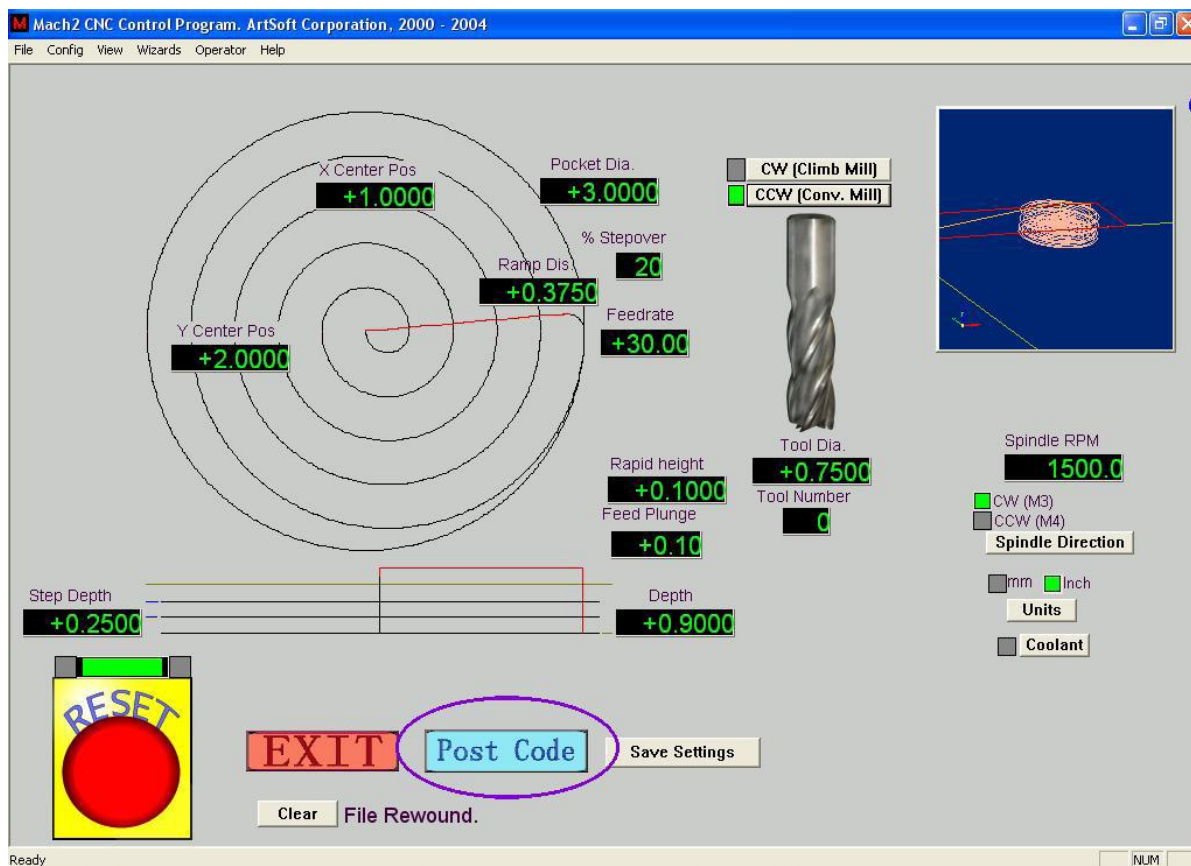 Mach2 CNC Control Program. ArtSoft Corporation, 2000 - 2004
File Config View Wizards Operator Help
X Center Pos
+1.0000
Pocket Dia.
+3.0000
CW (Climb Mill)
CCW (Conv. Mill)
% Stepover
20
Ramp Dis.
+0.3750
Feedrate
+30.00
Y Center Pos
+2.0000
Tool Dia.
+0.7500
Spindle RPM
1500.0
Rapid height
+0.1000
Tool Number
0
Feed Plunge
+0.10
CW (M3)
CCW (M4)
Spindle Direction
Step Depth
+0.2500
Depth
+0.9000
mm Inch
Units
Coolant
RESET
EXIT
Post Code
Save Settings
Clear
File Rewound.
Ready
NUM